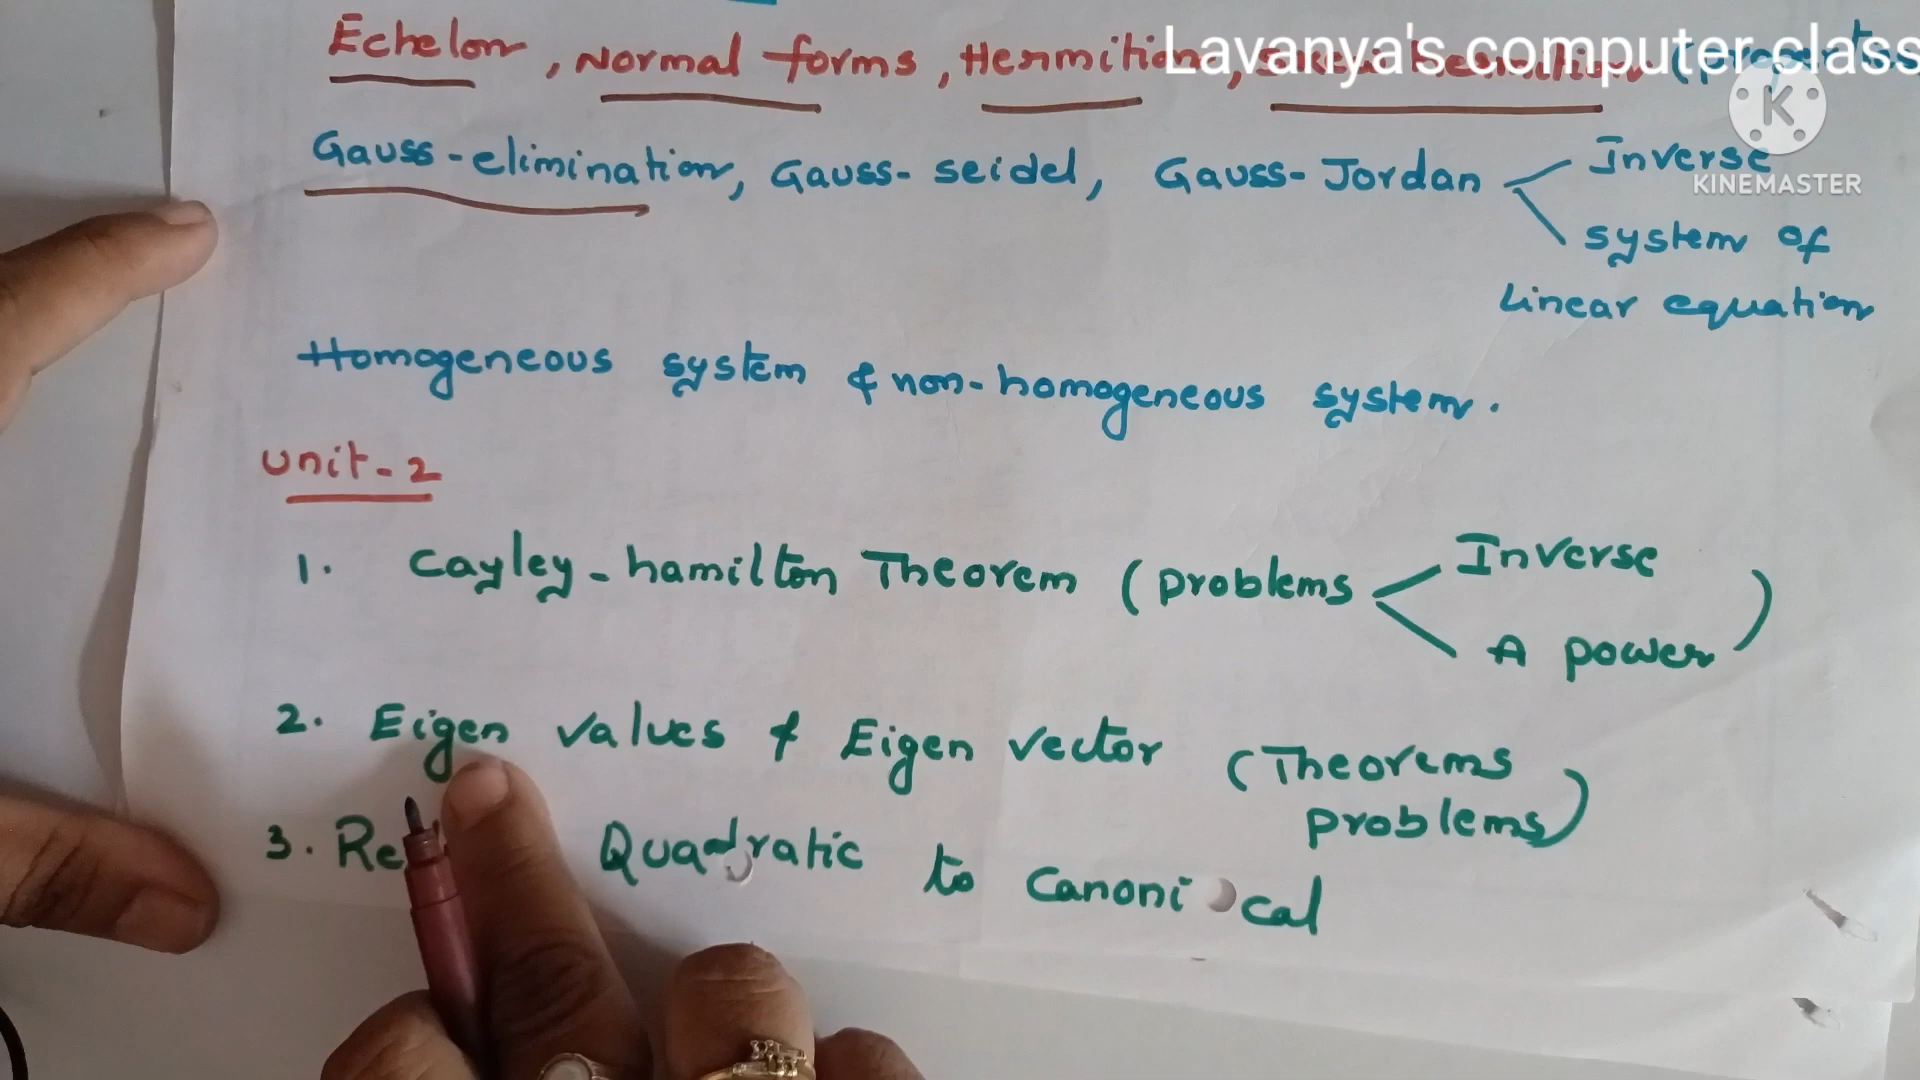 Lavanya's computer class
Echelon, Normal forms, Hermitian,
KINEMASTER
Gauss-elimination, Gauss-seidel, Gauss-Jordan Inverse
system of
Linear equation
Homogeneous system & non-homogeneous system.
Unit-2
1. Cayley-hamilton Theorem (problems Inverse
A power)
2. Eigen values & Eigen vector (Theorems
problems)
3. Quadratic to Canonical